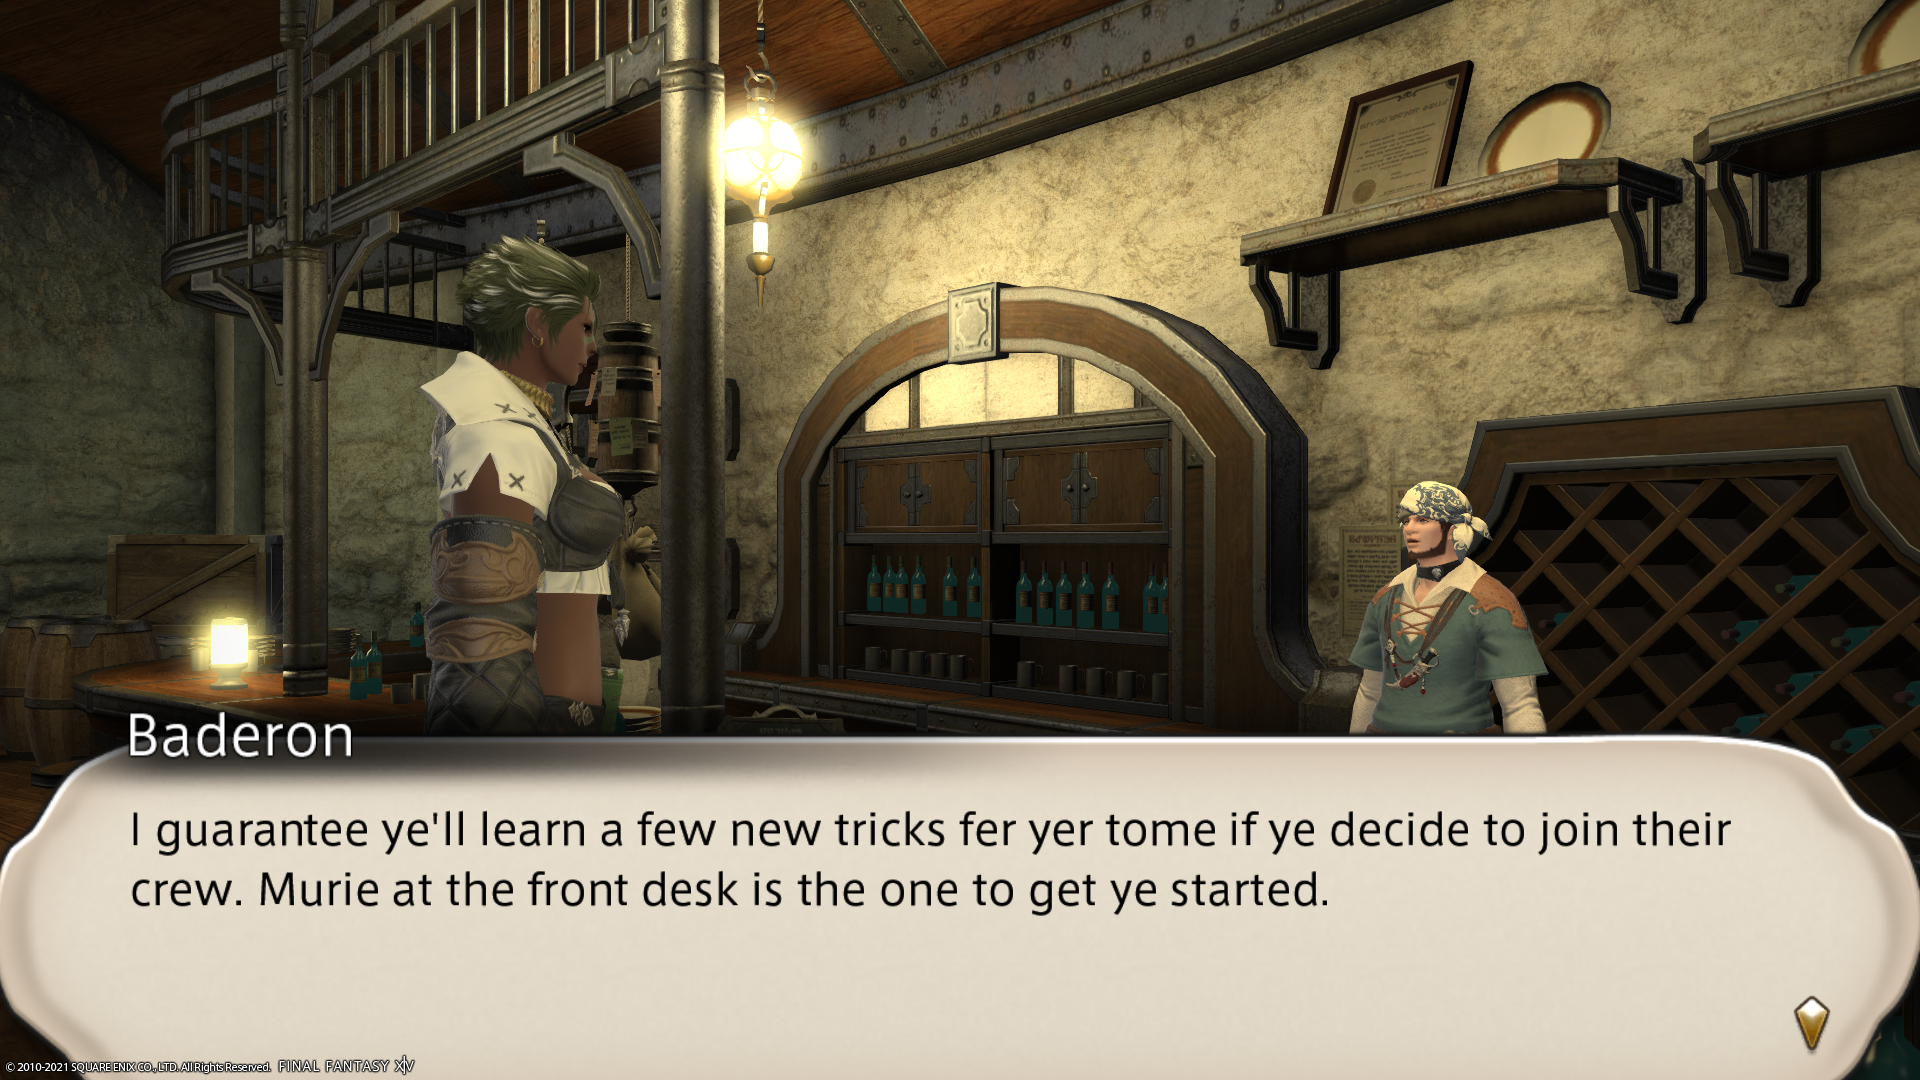 Baderon
I guarantee ye'll learn a few new tricks fer yer tome if ye decide to join their
crew. Murie at the front desk is the one to get ye started.
© 2010-2021 SQUARE ENIX CO., LTD. All Rights Reserved. FINAL FANTASY XIV